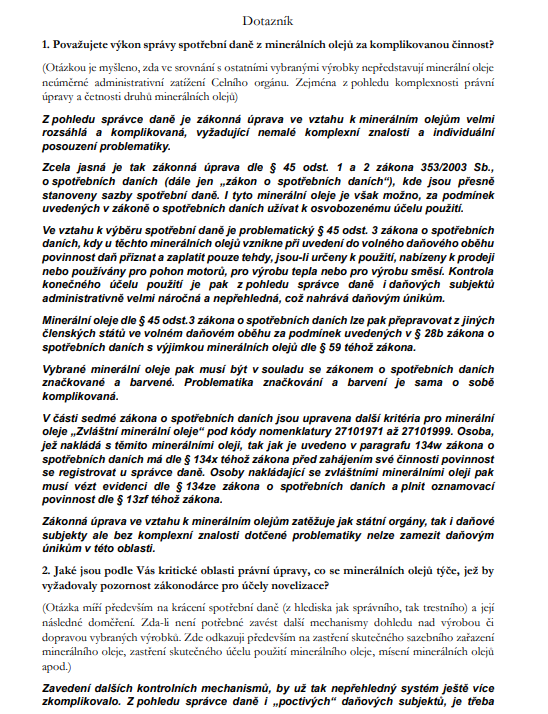 Dotazník
1. Považujete výkon správy spotřební daně z minerálních olejů za komplikovanou činnost?
(Otázkou je myšleno, zda ve srovnání s ostatními vybranými výrobky nepředstavují minerální oleje
neúměrné administrativní zatížení Celního orgánu. Zejména z pohledu komplexnosti právní
úpravy a četnosti druhů minerálních olejů)
Z pohledu správce daně je zákonná úprava ve vztahu k minerálním olejům velmi
rozsáhlá a komplikovaná, vyžadující nemalé komplexní znalosti a individuální
posouzení problematiky.
Zcela jasná je tak zákonná úprava dle § 45 odst. 1 a 2 zákona 353/2003 Sb.,
o spotřebních daních (dále jen „zákon o spotřebních daních“), kde jsou přesně
stanoveny sazby spotřební daně. I tyto minerální oleje je však možno, za podmínek
uvedených v zákoně o spotřebních daních užívat k osvobozenému účelu použití.
Ve vztahu k výběru spotřební daně je problematický § 45 odst. 3 zákona o spotřebních
daních, kdy u těchto minerálních olejů vznikne při uvedení do volného daňového oběhu
povinnost daň přiznat a zaplatit pouze tehdy, jsou-li určeny k použití, nabízeny k prodeji
nebo používány pro pohon motorů, pro výrobu tepla nebo pro výrobu směsí. Kontrola
konečného účelu použití je pak z pohledu správce daně i daňových subjektů
administrativně velmi náročná a nepřehledná, což nahrává daňovým únikům.
Minerální oleje dle § 45 odst.3 zákona o spotřebních daních lze pak přepravovat z jiných
členských států ve volném daňovém oběhu za podmínek uvedených v § 28b zákona o
spotřebních daních s výjimkou minerálních olejů dle § 59 téhož zákona.
Vybrané minerální oleje pak musí být v souladu se zákonem o spotřebních daních
značkované a barvené. Problematika značkování a barvení je sama o sobě
komplikovaná.
V části sedmé zákona o spotřebních daních jsou upravena další kritéria pro minerální
oleje „Zvláštní minerální oleje“ pod kódy nomenklatury 27101971 až 27101999. Osoba,
jež nakládá s těmito minerálními oleji, tak jak je uvedeno v paragrafu 134w zákona o
spotřebních daních má dle § 134x téhož zákona před zahájením své činnosti povinnost
se registrovat u správce daně. Osoby nakládající se zvláštními minerálními oleji pak
musí vézt evidenci dle § 134ze zákona o spotřebních daních a plnit oznamovací
povinnost dle § 13zf téhož zákona.
Zákonná úprava ve vztahu k minerálním olejům zatěžuje jak státní orgány, tak i daňové
subjekty ale bez komplexní znalosti dotčené problematiky nelze zamezit daňovým
únikům v této oblasti.
2. Jaké jsou podle Vás kritické oblasti právní úpravy, co se minerálních olejů týče, jež by
vyžadovaly pozornost zákonodárce pro účely novelizace?
(Otázka míří především na krácení spotřební daně (z hlediska jak správního, tak trestního) a její
následné doměření. Zda-li není potřebné zavést další mechanismy dohledu nad výrobou či
dopravou vybraných výrobků. Zde odkazuji především na zastření skutečného sazebního zařazení
minerálního oleje, zastření skutečného účelu použití minerálního oleje, mísení minerálních olejů
apod.)
Zavedení dalších kontrolních mechanismů, by už tak nepřehledný systém ještě více
zkomplikovalo. Z pohledu správce daně i „poctivých“ daňových subjektů, je třeba